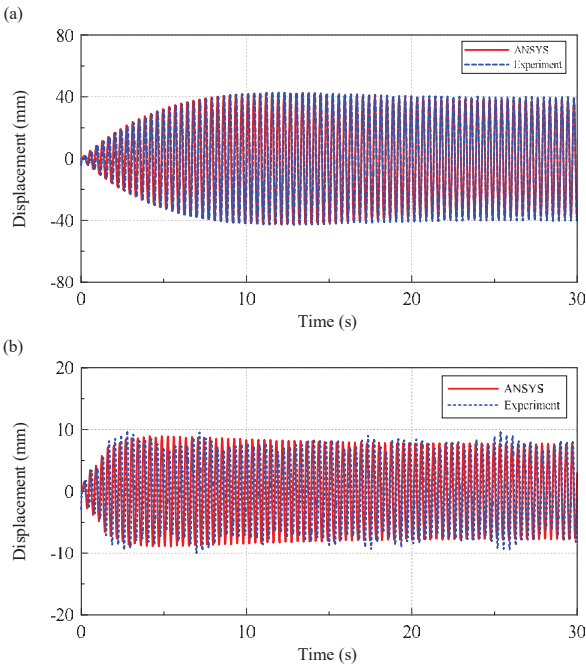 (a)
80
ANSYS
Experiment
40
Displacement (mm)
0
-40
-80
0
10
20
30
Time (s)
(b)
20
ANSYS
Experiment
10
Displacement (mm)
0
-10
-20
0
10
20
30
Time (s)